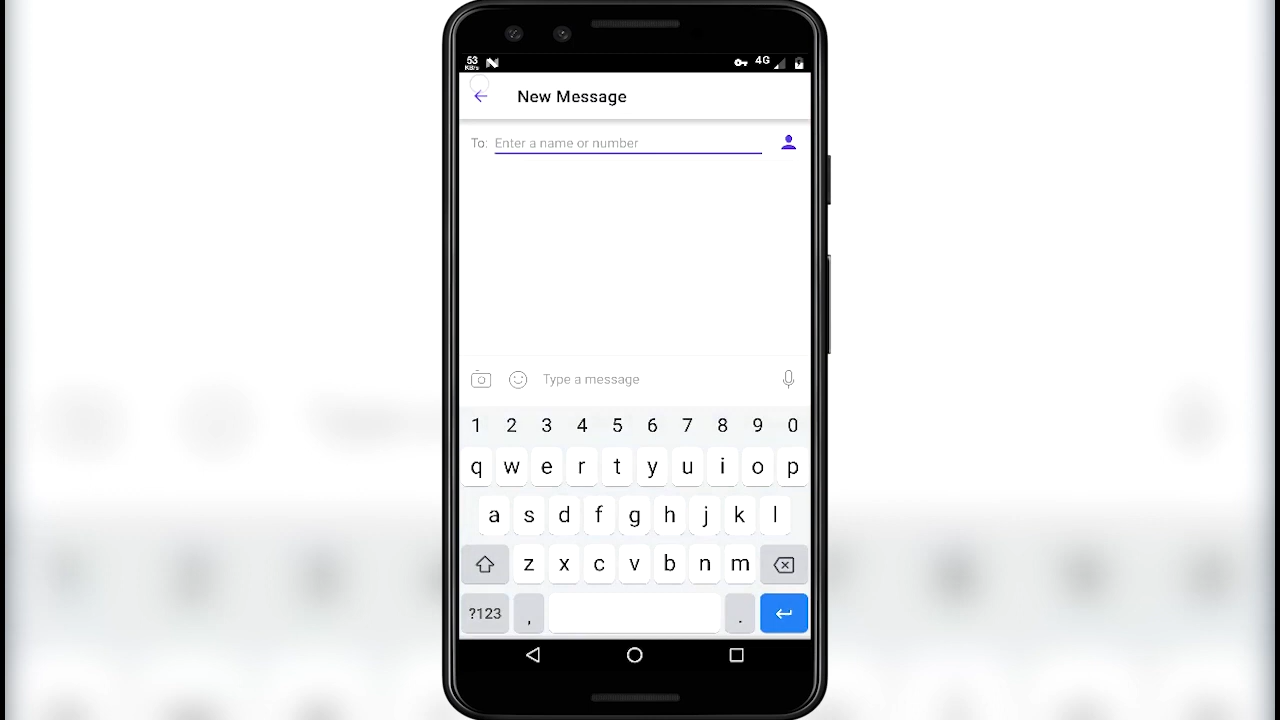 53
KB/s
4G
New Message
To: Enter a name or number
Type a message
1 2 3 4 5 6 7 8 9 0
q w e r t y u i o p
a s d f g h j k l
z x c v b n m
?123 , .